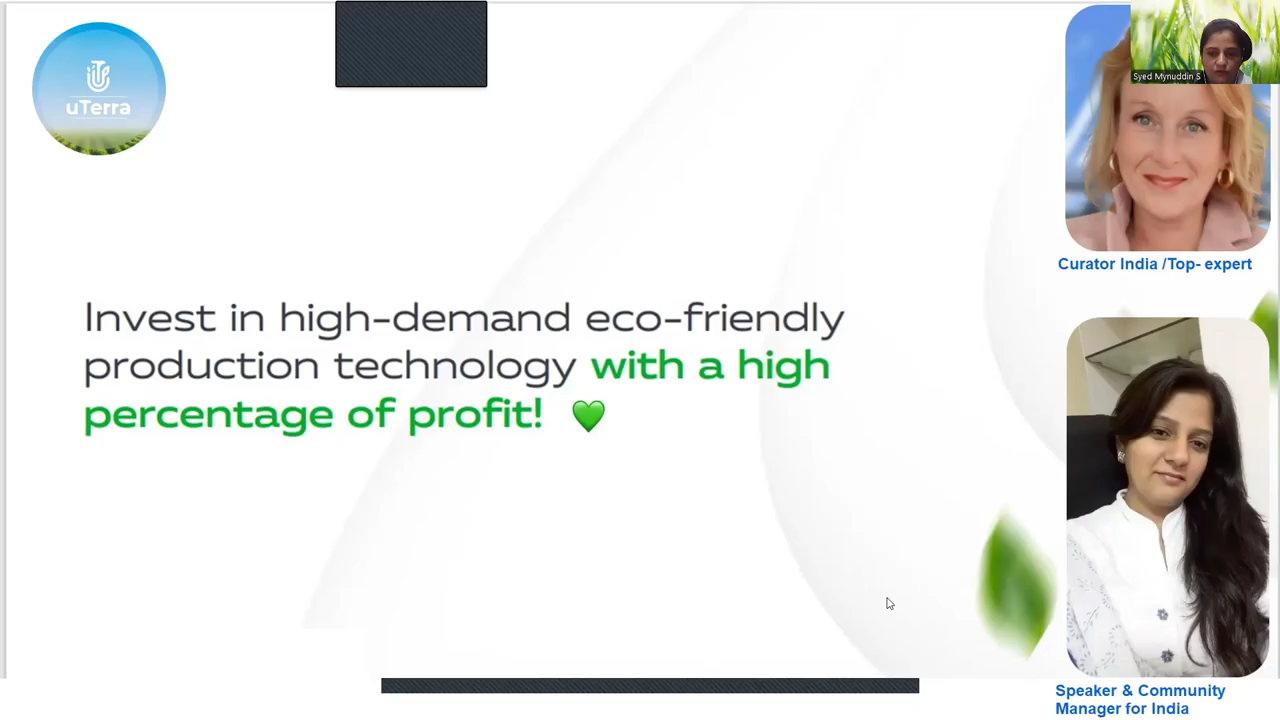 uTerra
Syed Mynuddin S
Curator India /Top- expert
Invest in high-demand eco-friendly
production technology with a high
percentage of profit! 💚
Speaker & Community
Manager for India